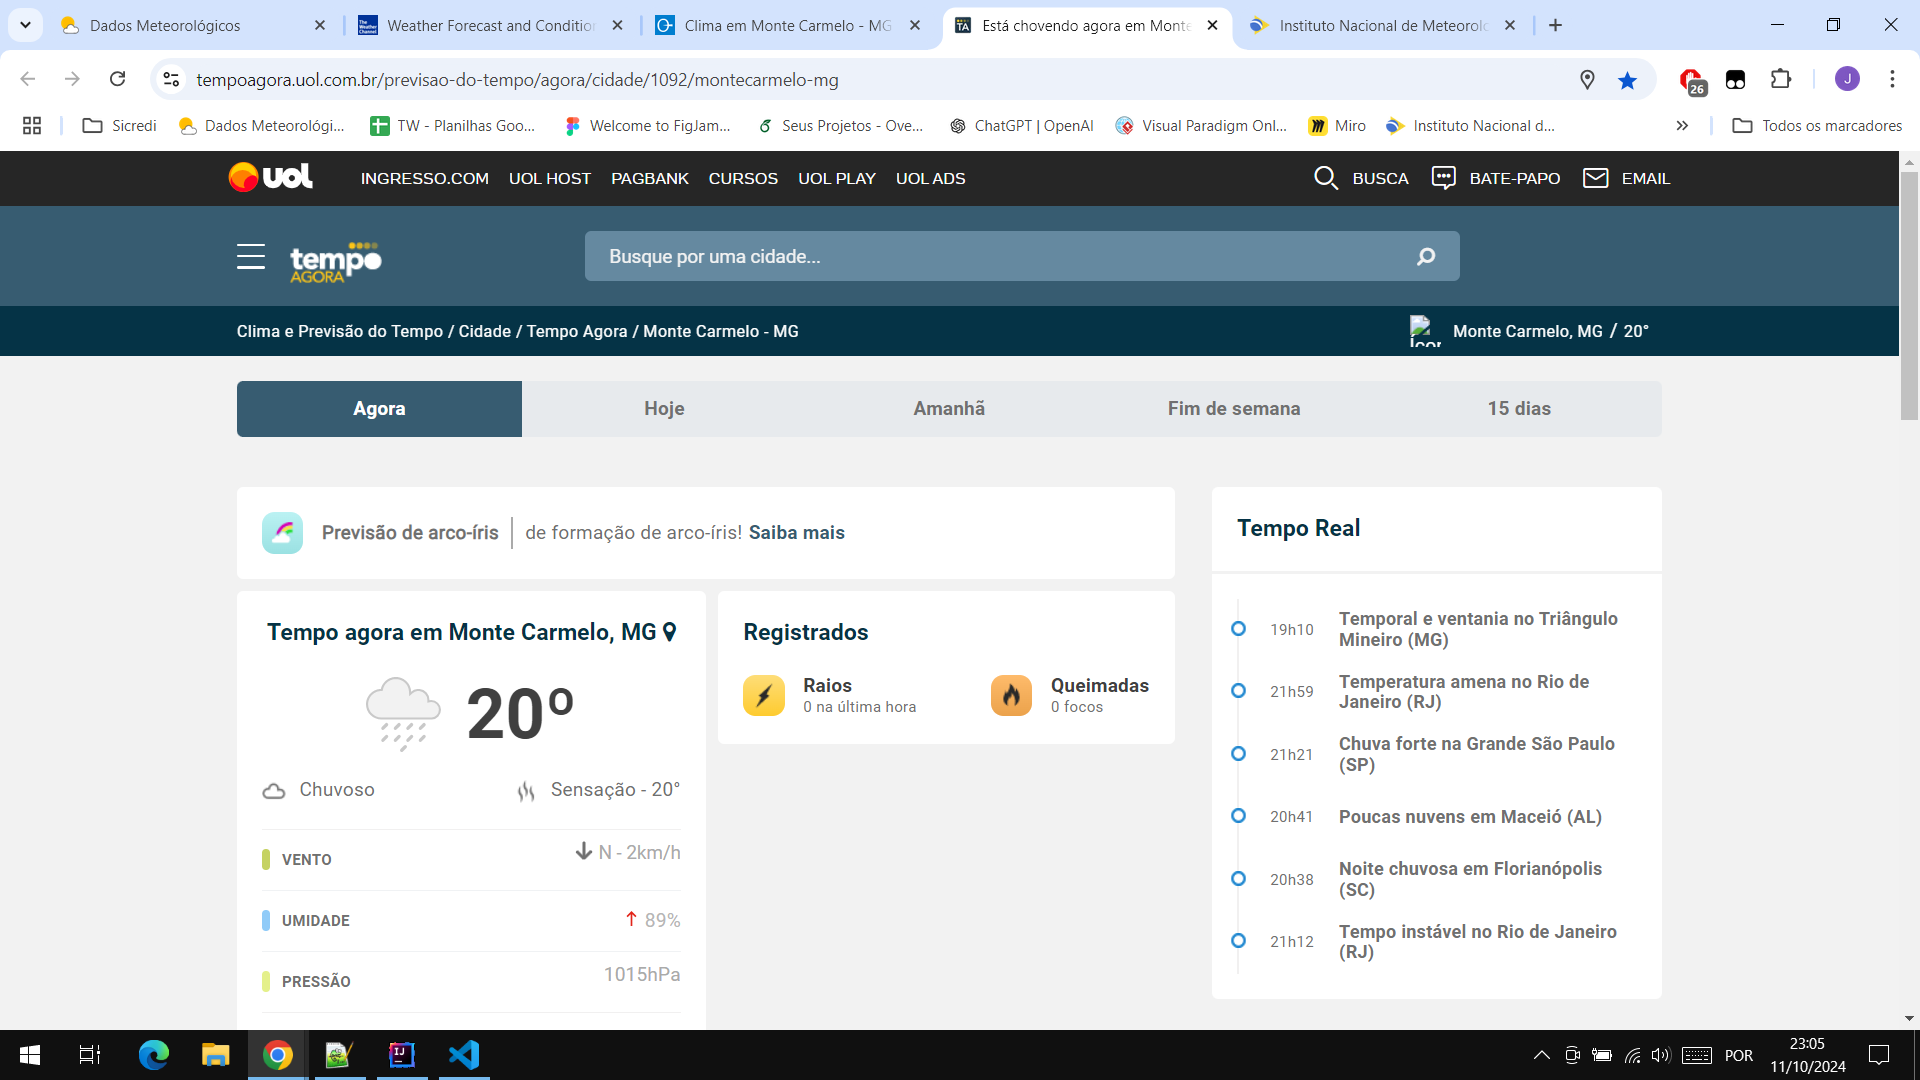 Dados Meteorológicos
Weather Forecast and Conditio
Clima em Monte Carmelo - MG
Está chovendo agora em Monte
Instituto Nacional de Meteorolo
tempoagora.uol.com.br/previsao-do-tempo/agora/cidade/1092/montecarmelo-mg
26
J
Sicredi
Dados Meteorológi...
TW - Planilhas Goo...
Welcome to FigJam...
Seus Projetos - Ove...
ChatGPT | OpenAI
Visual Paradigm Onl...
Miro
Instituto Nacional d...
Todos os marcadores
UOL
INGRESSO.COM
UOL HOST
PAGBANK
CURSOS
UOL PLAY
UOL ADS
BUSCA
BATE-PAPO
EMAIL
tempo
AGORA
Busque por uma cidade...
Clima e Previsão do Tempo / Cidade / Tempo Agora / Monte Carmelo - MG
Monte Carmelo, MG / 20°
Agora
Hoje
Amanhã
Fim de semana
15 dias
Previsão de arco-íris
de formação de arco-íris! Saiba mais
Tempo agora em Monte Carmelo, MG
20º
Chuvoso
Sensação - 20°
VENTO
N - 2km/h
UMIDADE
89%
PRESSÃO
1015hPa
Registrados
Raios
0 na última hora
Queimadas
0 focos
Tempo Real
19h10
Temporal e ventania no Triângulo
Mineiro (MG)
21h59
Temperatura amena no Rio de
Janeiro (RJ)
21h21
Chuva forte na Grande São Paulo
(SP)
20h41
Poucas nuvens em Maceió (AL)
20h38
Noite chuvosa em Florianópolis
(SC)
21h12
Tempo instável no Rio de Janeiro
(RJ)
POR
23:05
11/10/2024